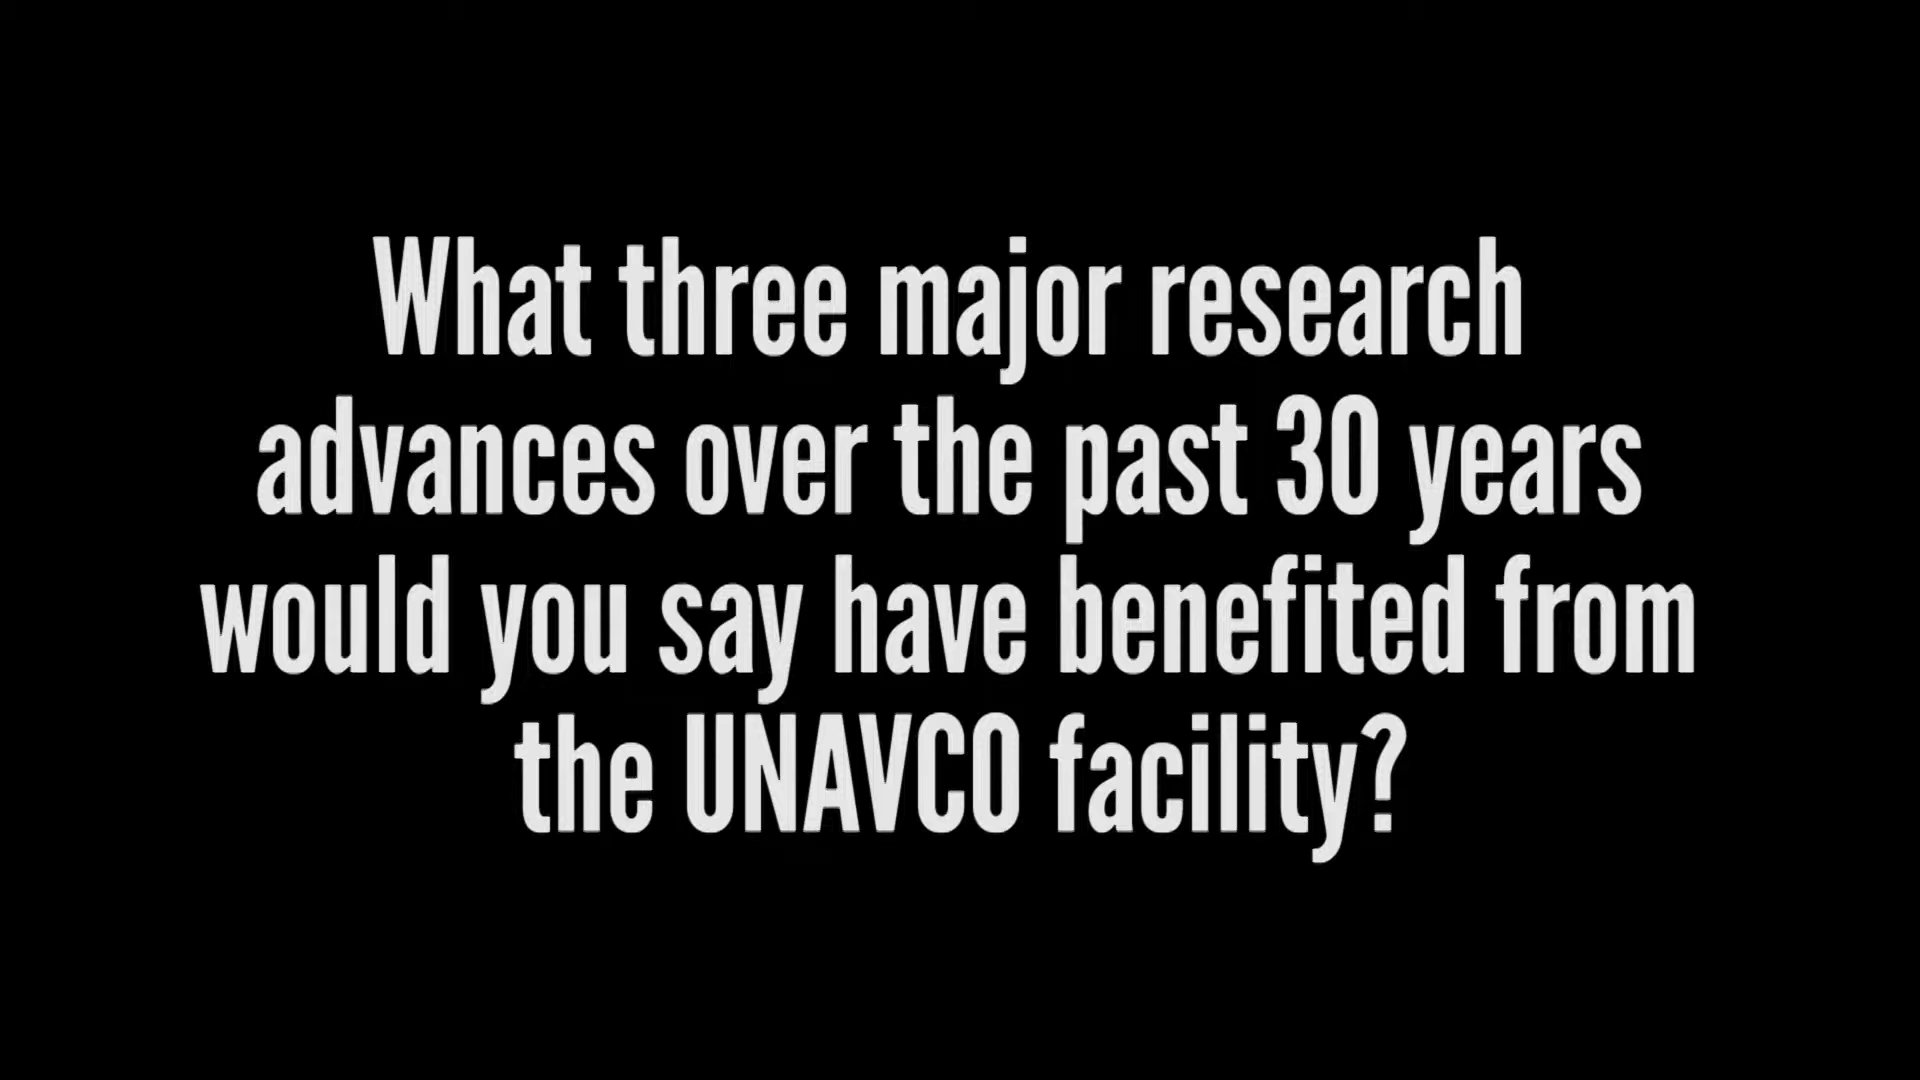 What three major research
advances over the past 30 years
would you say have benefited from
the UNAVCO facility?